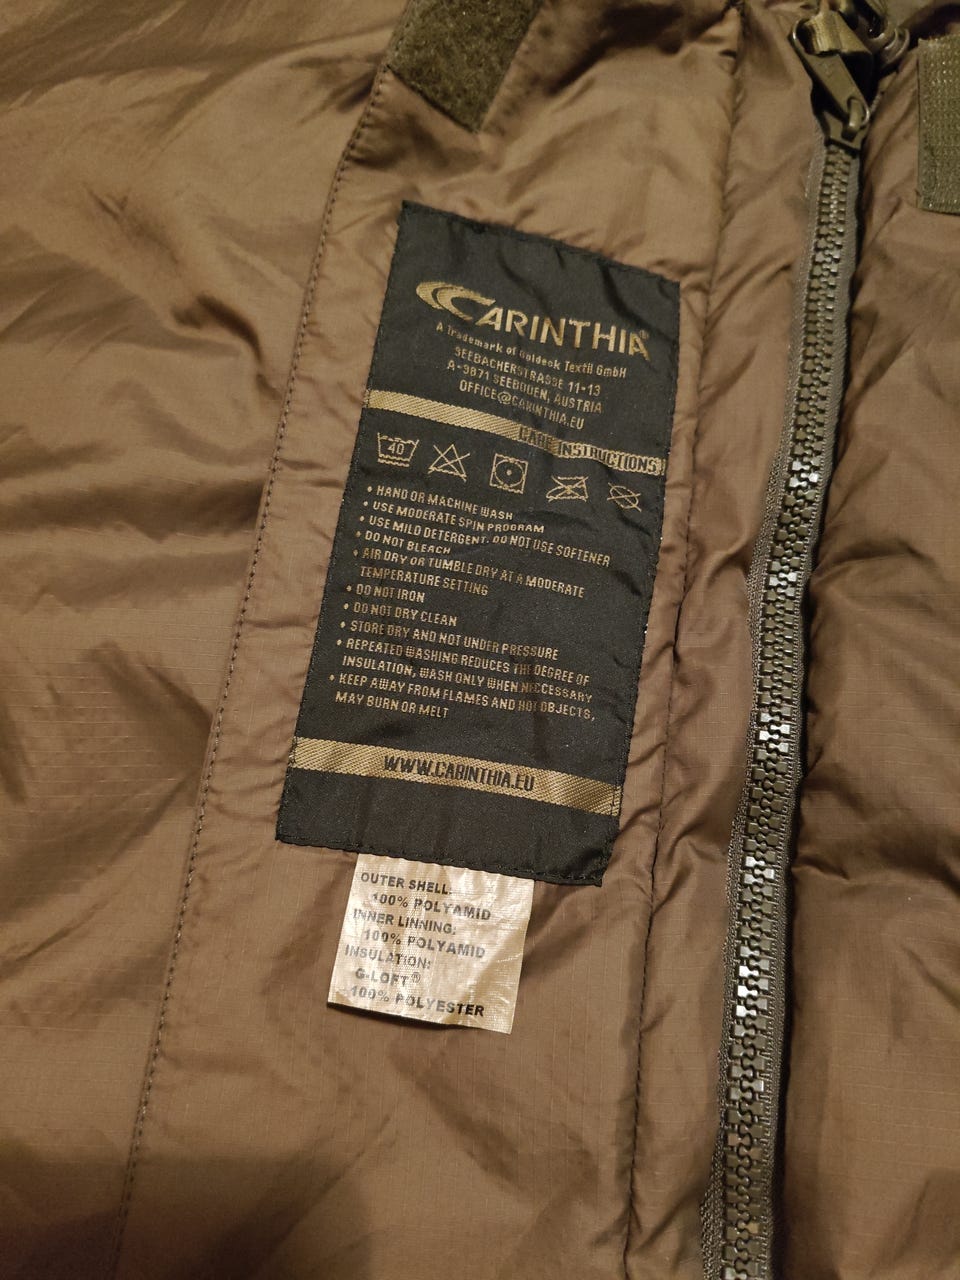 CARINTHIA®
A Trademark of Goldeck Textil GmbH
SEEBACHERSTRASSE 11-13
A-9871 SEEBODEN, AUSTRIA
OFFICE@CARINTHIA.EU
CARE INSTRUCTIONS
40
• HAND OR MACHINE WASH
• USE MODERATE SPIN PROGRAM
• USE MILD DETERGENT. DO NOT USE SOFTENER
• DO NOT BLEACH
• AIR DRY OR TUMBLE DRY AT A MODERATE
TEMPERATURE SETTING
• DO NOT IRON
• DO NOT DRY CLEAN
• STORE DRY AND NOT UNDER PRESSURE
• REPEATED WASHING REDUCES THE DEGREE OF
INSULATION, WASH ONLY WHEN NECCESSARY
• KEEP AWAY FROM FLAMES AND HOT OBJECTS,
MAY BURN OR MELT
WWW.CARINTHIA.EU
OUTER SHELL:
100% POLYAMID
INNER LINNING:
100% POLYAMID
INSULATION:
G-LOFT®
100% POLYESTER